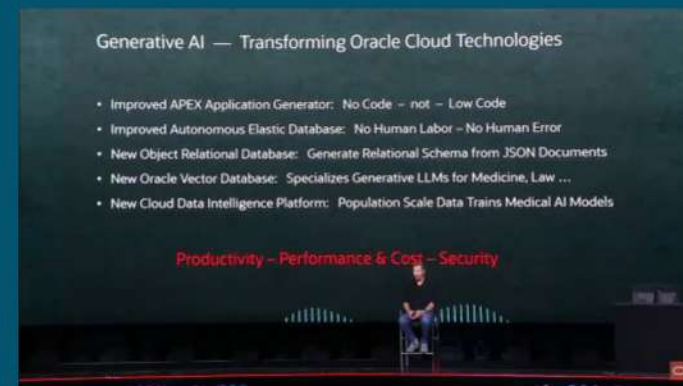 Generative AI — Transforming Oracle Cloud Technologies
• Improved APEX Application Generator: No Code – not – Low Code
• Improved Autonomous Elastic Database: No Human Labor – No Human Error
• New Object Relational Database: Generate Relational Schema from JSON Documents
• New Oracle Vector Database: Specializes Generative LLMs for Medicine, Law ...
• New Cloud Data Intelligence Platform: Population Scale Data Trains Medical AI Models
Productivity – Performance & Cost – Security